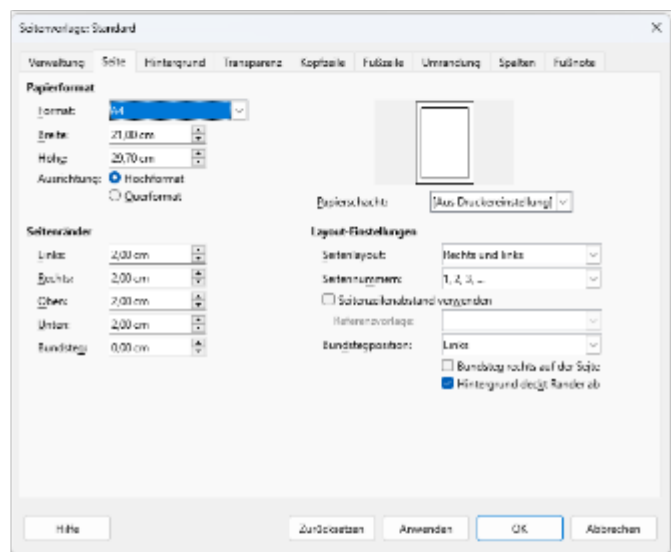 Seitenvorlage: Standard
Verwaltung Seite Hintergrund Transparenz Kopfzeile Fußzeile Umrandung Spalten Fußnote
Papierformat
Format: A4
Breite: 21,00 cm
Höhe: 29,70 cm
Ausrichtung: Hochformat
Querformat
Papierschacht: [Aus Druckereinstellung]
Seitenränder
Links: 2,00 cm
Rechts: 2,00 cm
Oben: 2,00 cm
Unten: 2,00 cm
Bundsteg: 0,00 cm
Layout-Einstellungen
Seitenlayout: Rechts und links
Seitennummern: 1, 2, 3, ...
Seitenzeilenabstand verwenden
Referenzvorlage:
Bundstegposition: Links
Bundsteg rechts auf der Seite
Hintergrund deckt Ränder ab
Hilfe Zurücksetzen Anwenden OK Abbrechen